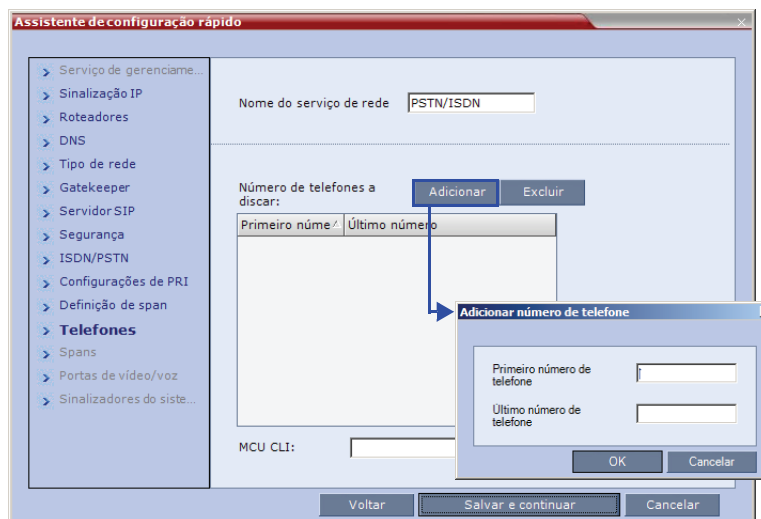 Assistente de configuração rápido
Serviço de gerenciame...
Sinalização IP
Roteadores
DNS
Tipo de rede
Gatekeeper
Servidor SIP
Segurança
ISDN/PSTN
Configurações de PRI
Definição de span
Telefones
Spans
Portas de vídeo/voz
Sinalizadores do siste...
Nome do serviço de rede PSTN/ISDN
Número de telefones a
discar:
Adicionar Excluir
Primeiro núme Último número
MCU CLI:
Adicionar número de telefone
Primeiro número de
telefone
Último número de
telefone
OK Cancelar
Voltar Salvar e continuar Cancelar